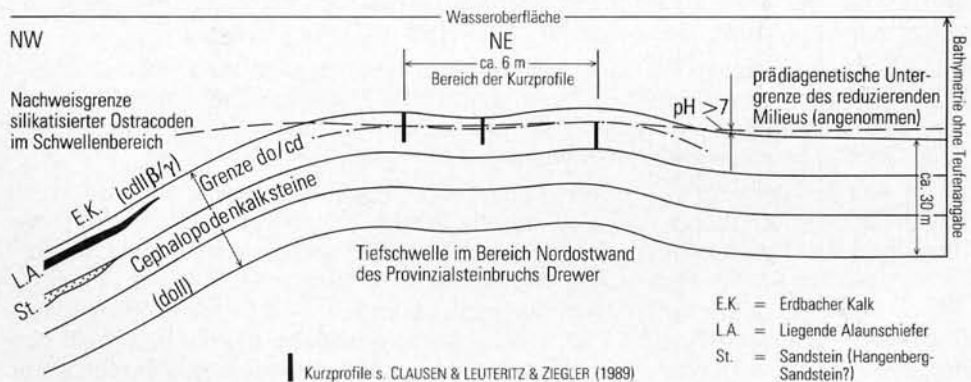 Wasseroberfläche
NW
NE
ca. 6 m
Bereich der Kurzprofile
Bathymetrie ohne Teufenangabe
Nachweisgrenze
silikatisierter Ostracoden
im Schwellenbereich
pH >7
prädiagenetische Unter-
grenze des reduzierenden
Milieus (angenommen)
E.K. (cdIIβ/γ)
Grenze do/cd
Cephalopodenkalksteine
L.A.
St.
(doII)
ca. 30 m
Tiefschwelle im Bereich Nordostwand
des Provinzialsteinbruchs Drewer
E.K. = Erdbacher Kalk
L.A. = Liegende Alaunschiefer
St. = Sandstein (Hangenberg-
Sandstein?)
Kurzprofile s. CLAUSEN & LEUTERITZ & ZIEGLER (1989)